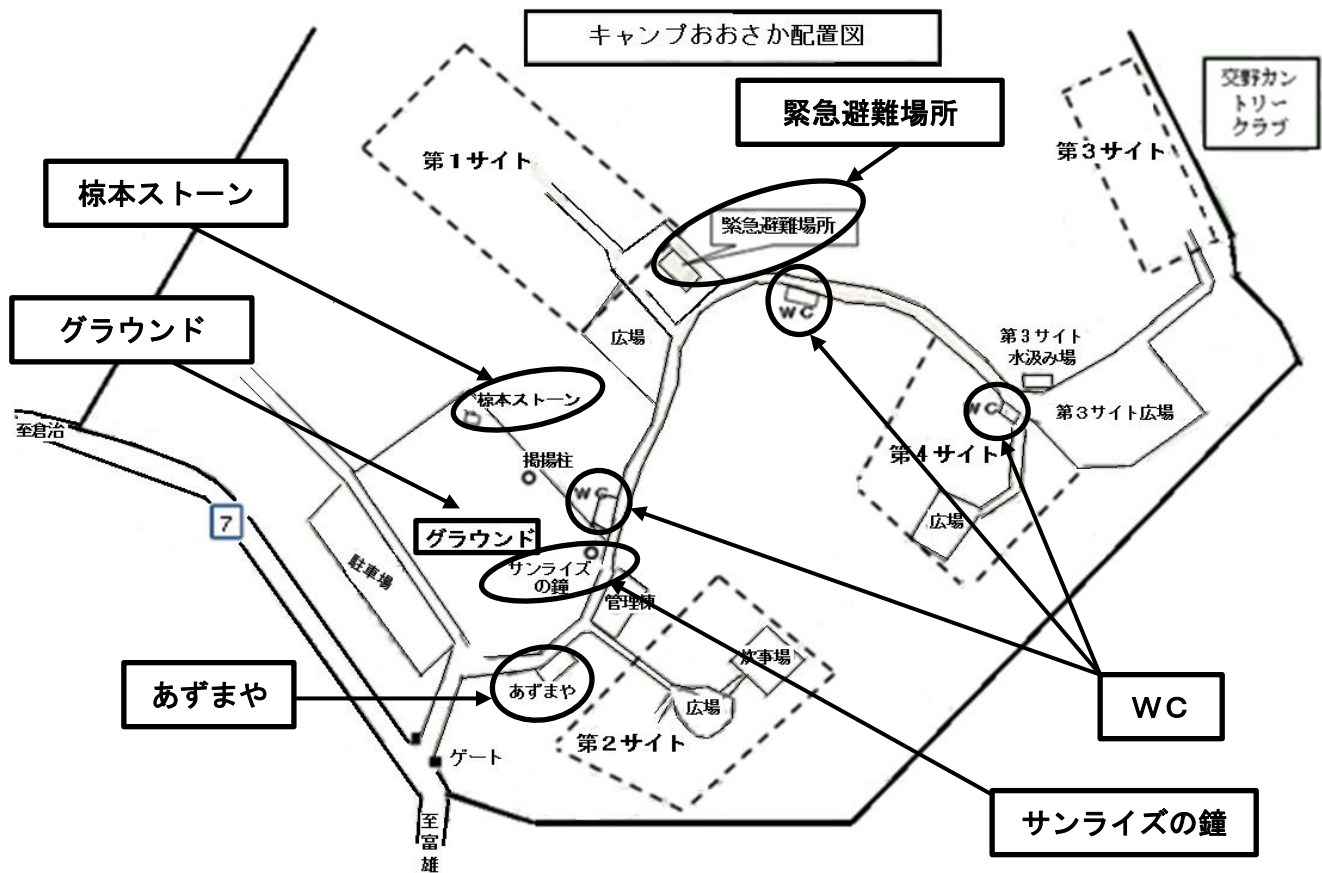 キャンプおおさか配置図
交野カン
トリー
クラブ
緊急避難場所
第1サイト
第3サイト
椋本ストーン
緊急避難場所
グラウンド
WC
広場
第3サイト
水汲み場
椋本ストーン
WC
第3サイト広場
至倉治
掲揚柱
第4サイト
WC
7
広場
グラウンド
駐車場
サンライズ
の鐘
管理棟
炊事場
あずまや
あずまや
広場
WC
第2サイト
ゲート
サンライズの鐘
至富雄